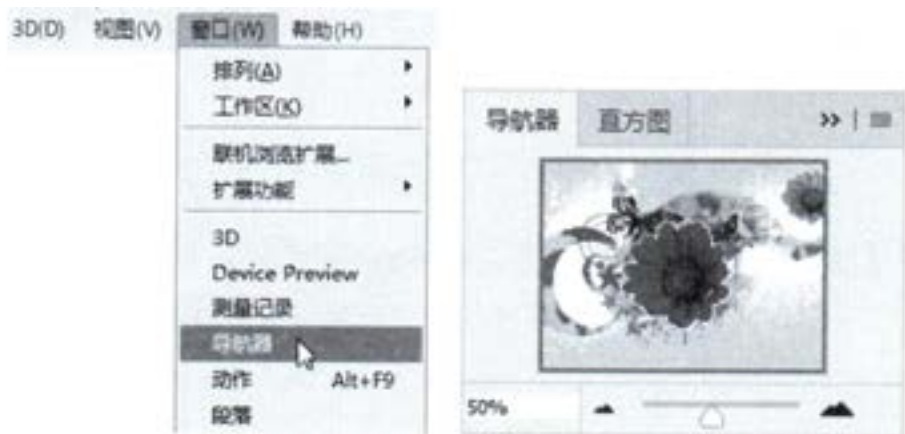 3D(D) 视图(V) 窗口(W) 帮助(H)
排列(A)
工作区(K)
联机浏览扩展...
扩展功能
3D
Device Preview
测量记录
导航器
动作 Alt+F9
段落
导航器 直方图
50%